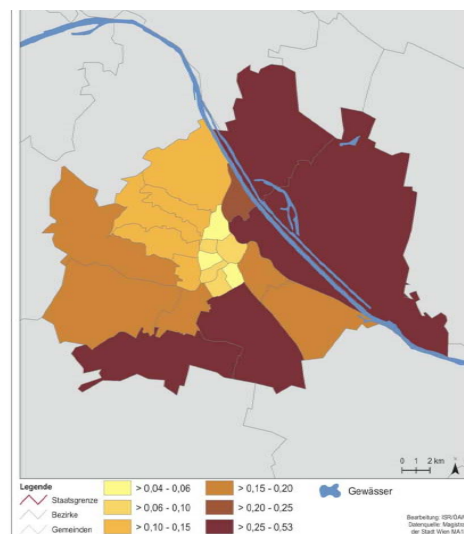 0 1 2 km
Legende
Staatsgrenze
Bezirke
Gemeinden
> 0,04 - 0,06
> 0,06 - 0,10
> 0,10 - 0,15
> 0,15 - 0,20
> 0,20 - 0,25
> 0,25 - 0,53
Gewässer
Bearbeitung: ISR/ÖAW
Datenquelle: Magistra
der Stadt Wien MA1